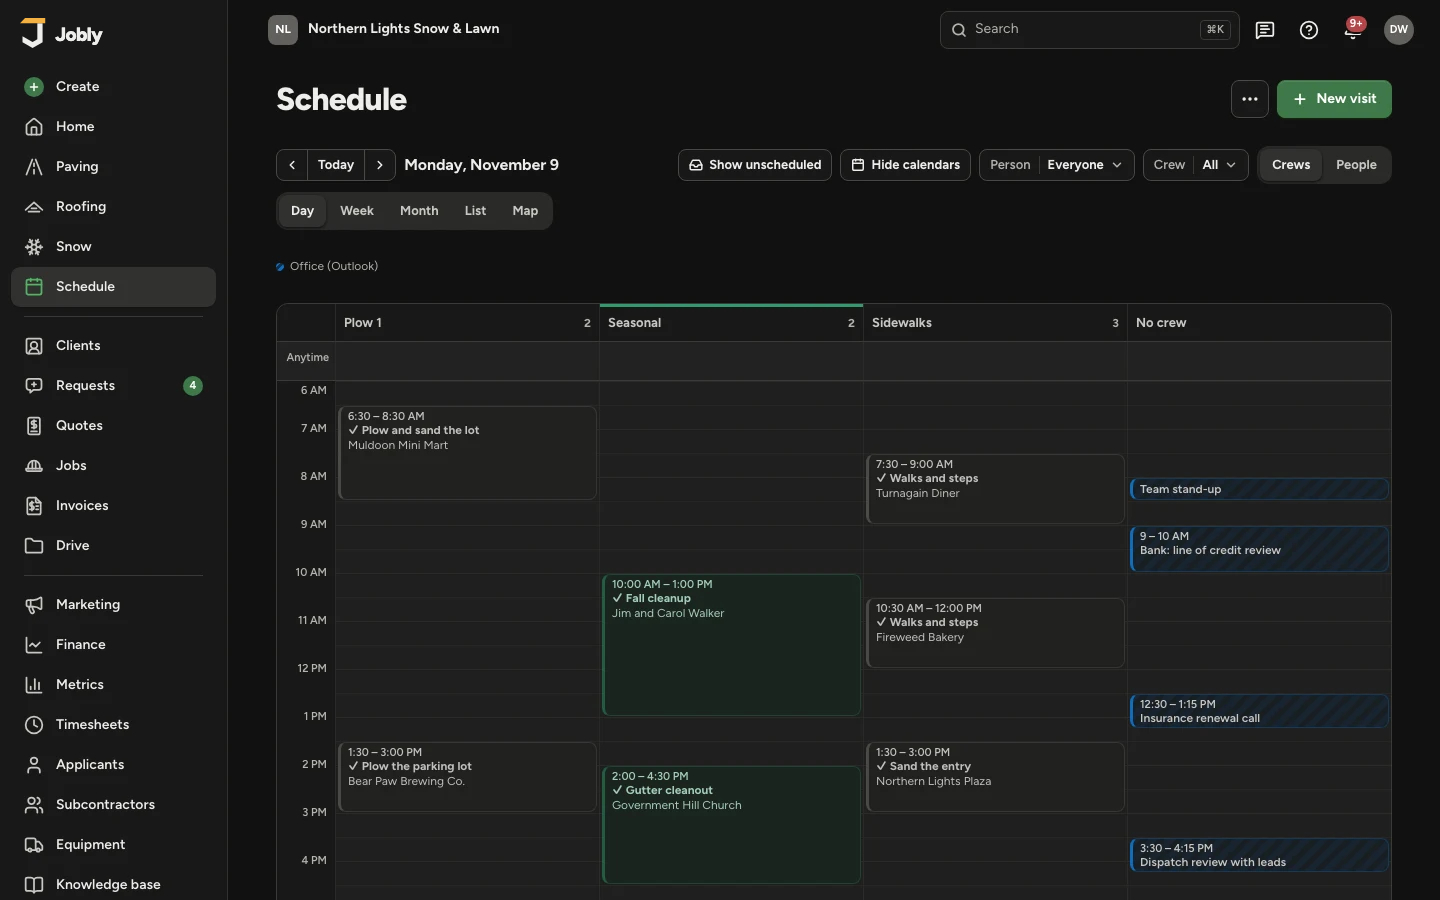 Jobly
Create
Home
Paving
Roofing
Snow
Schedule
Clients
Requests 4
Quotes
Jobs
Invoices
Drive
Marketing
Finance
Metrics
Timesheets
Applicants
Subcontractors
Equipment
Knowledge base
NL Northern Lights Snow & Lawn
Search ⌘K
9+
DW
Schedule
New visit
Today
Monday, November 9
Show unscheduled
Hide calendars
Person Everyone
Crew All
Crews People
Day Week Month List Map
Office (Outlook)
Plow 1 2
Seasonal 2
Sidewalks 3
No crew
Anytime
6 AM
7 AM
8 AM
9 AM
10 AM
11 AM
12 PM
1 PM
2 PM
3 PM
4 PM
6:30 – 8:30 AM
✓ Plow and sand the lot
Muldoon Mini Mart
1:30 – 3:00 PM
✓ Plow the parking lot
Bear Paw Brewing Co.
10:00 AM – 1:00 PM
✓ Fall cleanup
Jim and Carol Walker
2:00 – 4:30 PM
✓ Gutter cleanout
Government Hill Church
7:30 – 9:00 AM
✓ Walks and steps
Turnagain Diner
10:30 AM – 12:00 PM
✓ Walks and steps
Fireweed Bakery
1:30 – 3:00 PM
✓ Sand the entry
Northern Lights Plaza
Team stand-up
9 – 10 AM
Bank: line of credit review
12:30 – 1:15 PM
Insurance renewal call
3:30 – 4:15 PM
Dispatch review with leads